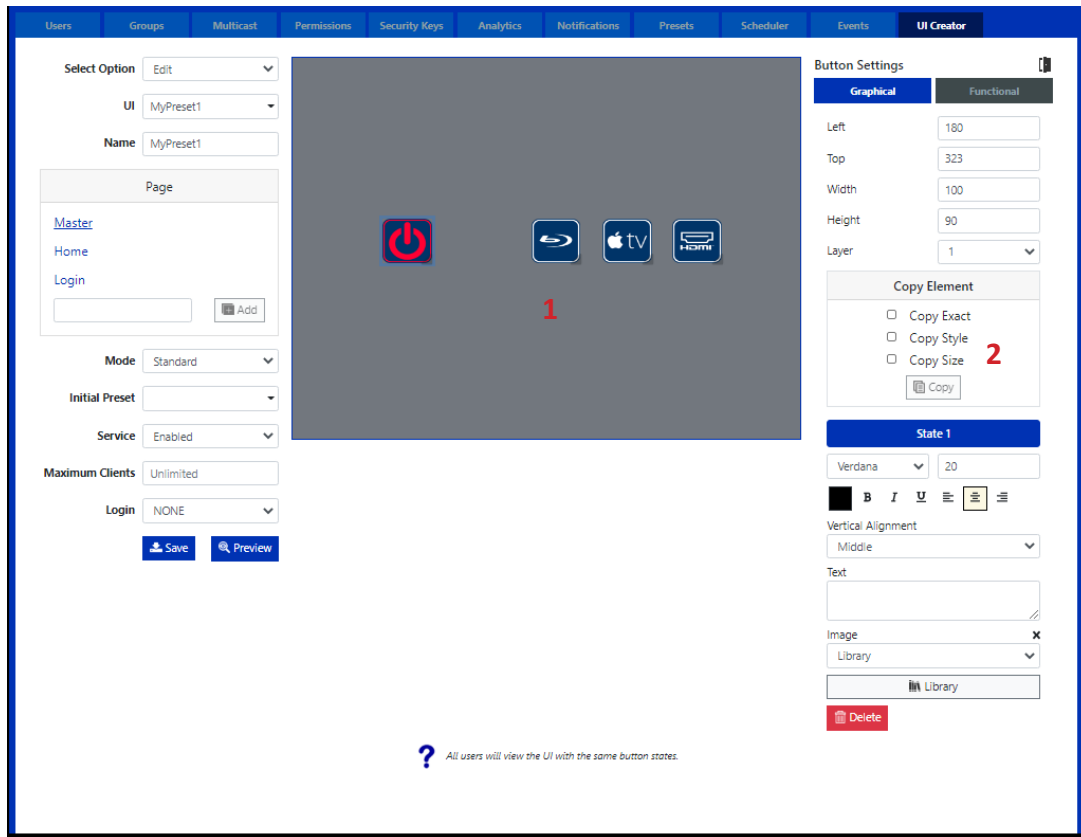 Users Groups Multicast Permissions Security Keys Analytics Notifications Presets Scheduler Events UI Creator
Select Option Edit
UI MyPreset1
Name MyPreset1
Page
Master
Home
Login
Add
Mode Standard
Initial Preset
Service Enabled
Maximum Clients Unlimited
Login NONE
Save Preview
tv HDMI
1
Button Settings
Graphical Functional
Left 180
Top 323
Width 100
Height 90
Layer 1
Copy Element
Copy Exact
Copy Style
Copy Size
2
Copy
State 1
Verdana 20
B I U
Vertical Alignment
Middle
Text
Image
Library
Library
Delete
? All users will view the UI with the same button states.